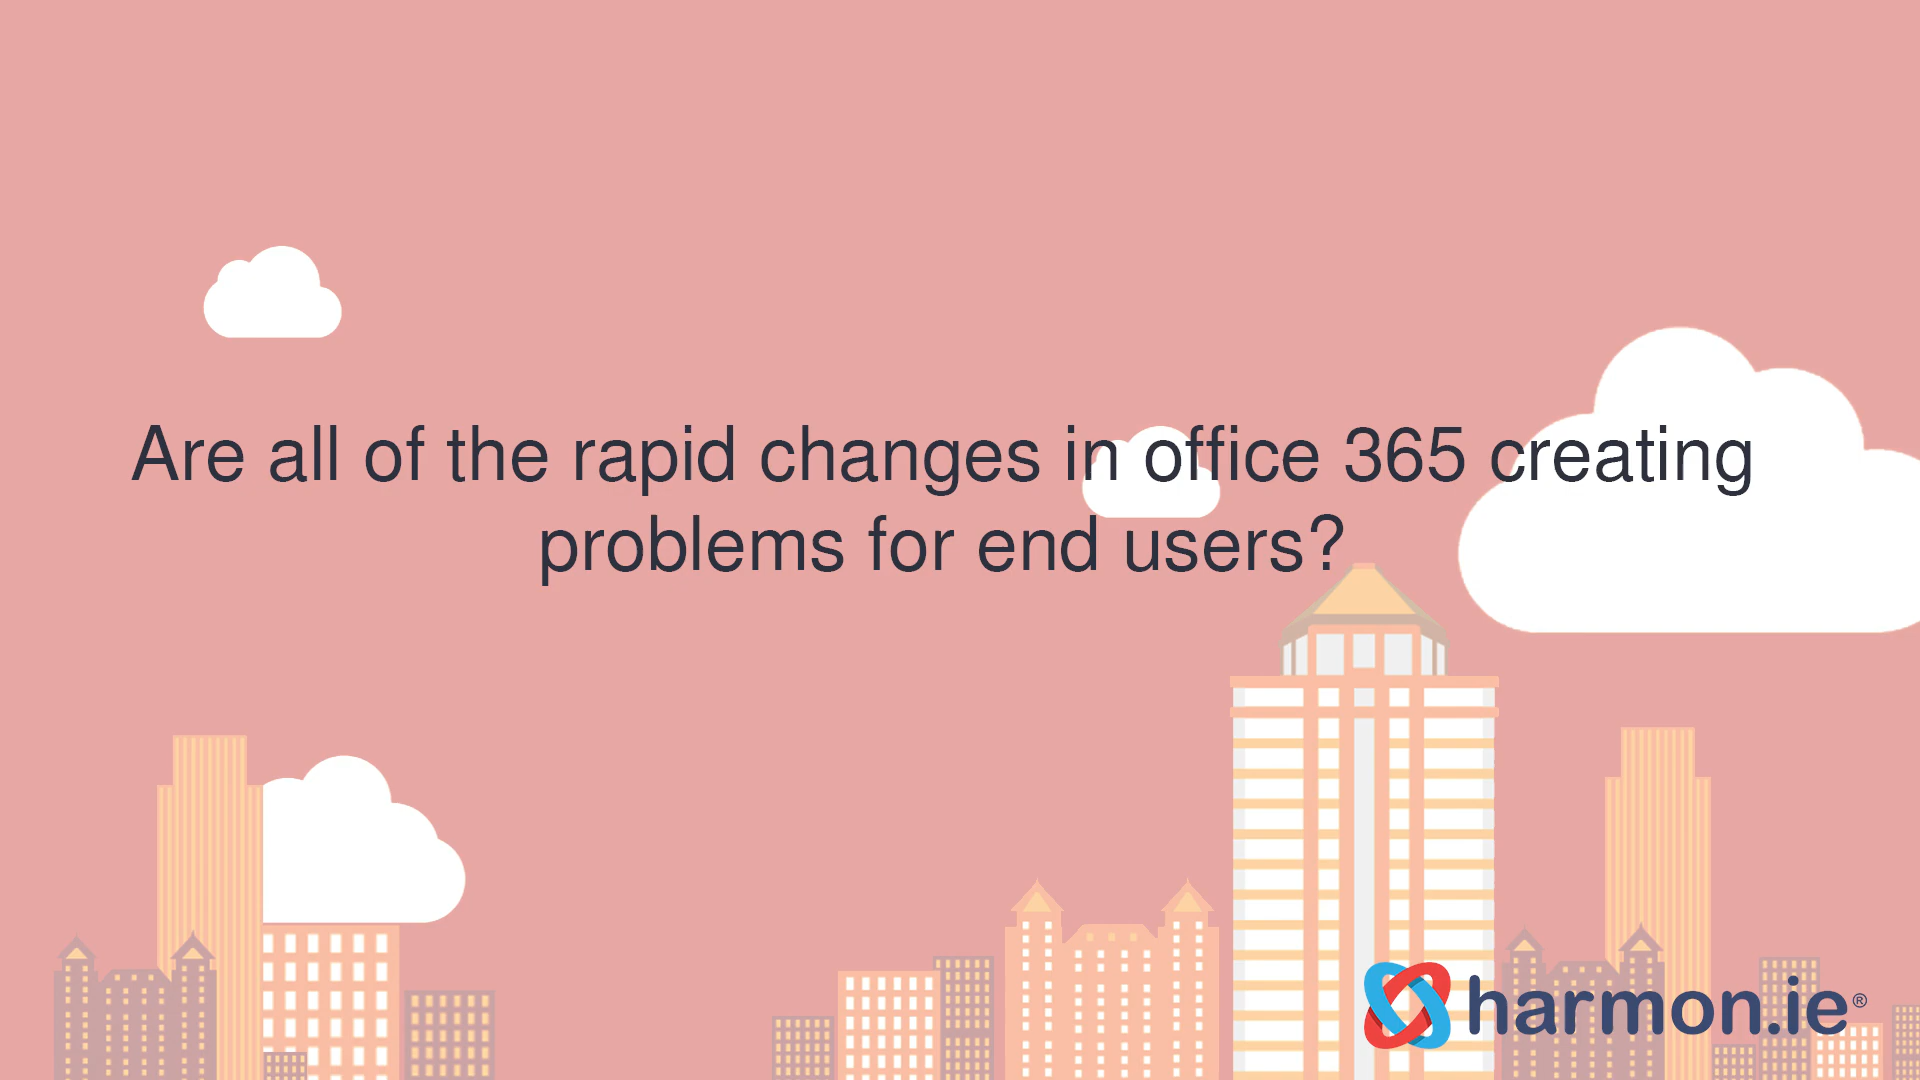 Are all of the rapid changes in office 365 creating
problems for end users?
harmon.ie®